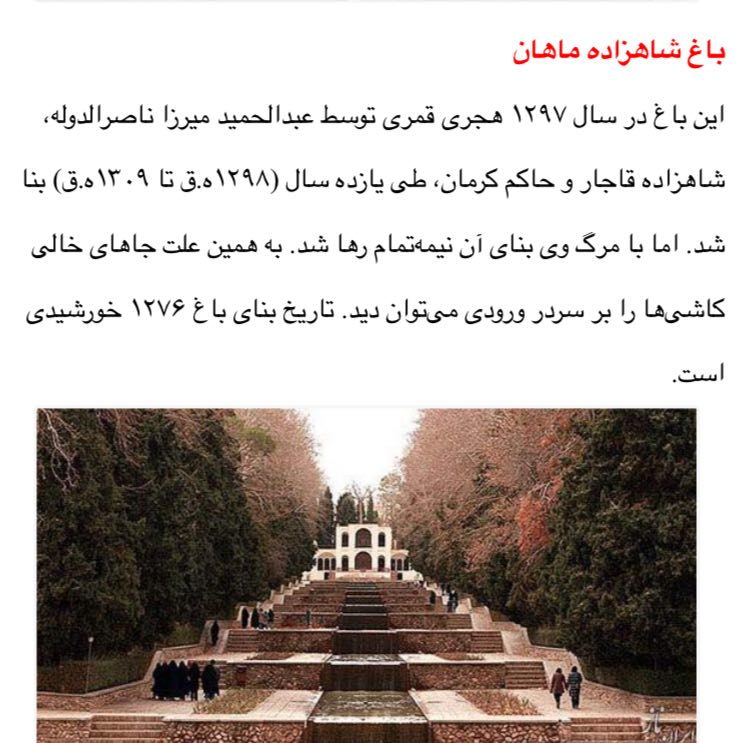 باغ شاهزاده ماهان
این باغ در سال ۱۲۹۷ هجری قمری توسط عبدالحمید میرزا ناصرالدوله،
شاهزاده قاجار و حاکم کرمان، طی یازده سال (۱۲۹۸ه.ق تا ۱۳۰۹ه.ق) بنا
شد. اما با مرگ وی بنای آن نیمه‌تمام رها شد. به همین علت جاهای خالی
کاشی‌ها را بر سردر ورودی می‌توان دید. تاریخ بنای باغ ۱۲۷۶ خورشیدی
است.